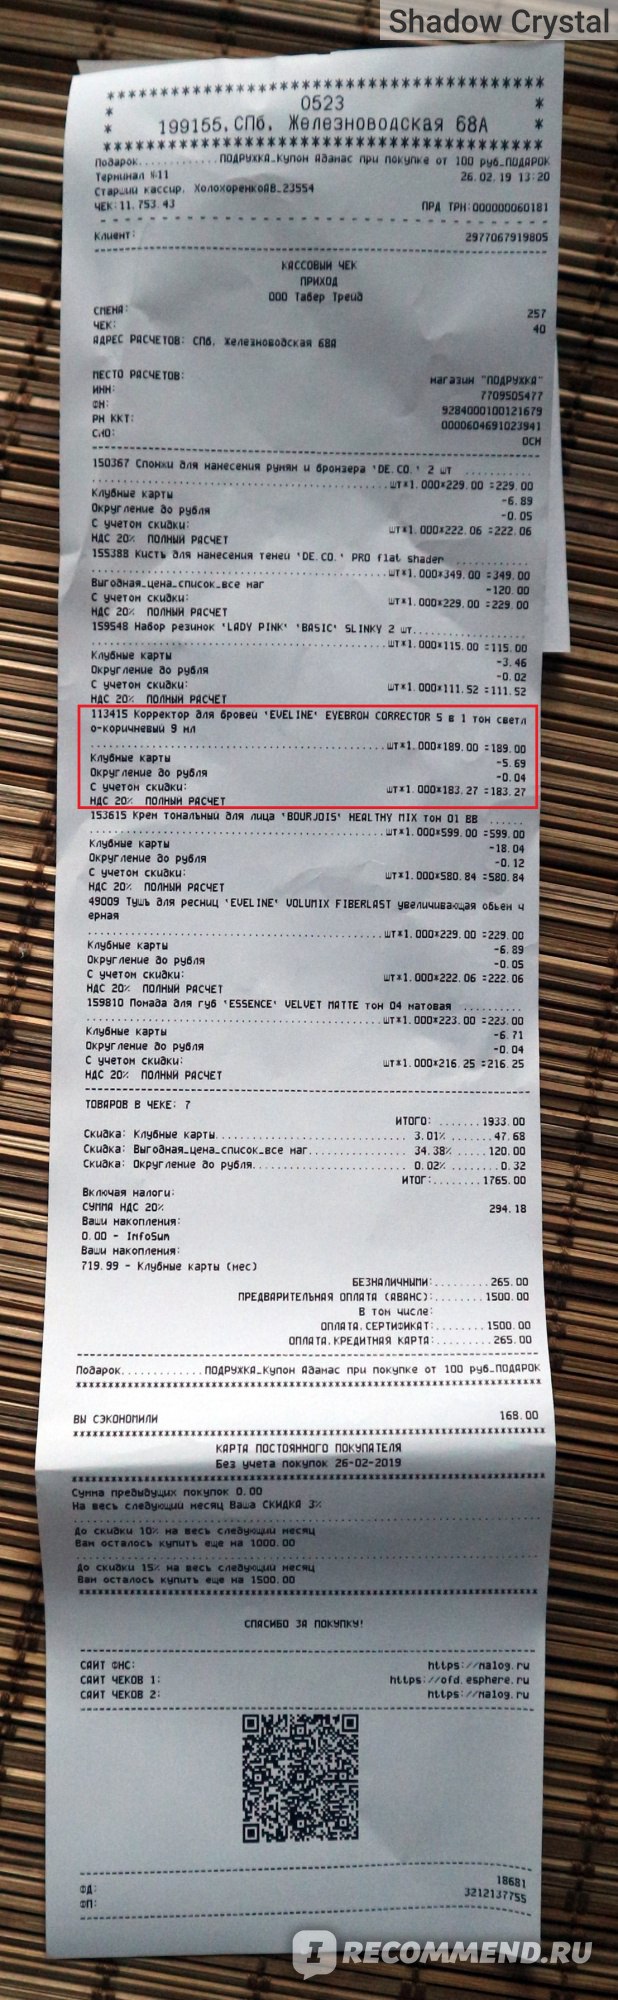 Shadow Crystal
****************************************
* 0523 *
* 199155,СПб, Железноводская 68А *
****************************************
Подарок............ПОДРУЖКА_Купон Аданас при покупке от 100 руб_ПОДАРОК
Терминал №11 26.02.19 13:20
Старший кассир, ХолохоренкоАВ_23554
ЧЕК:11.753.43 ПРД ТРН:000000060181
Клиент: 2977067919805
КАССОВЫЙ ЧЕК
ПРИХОД
ООО Табер Трейд
СМЕНА: 257
ЧЕК: 40
АДРЕС РАСЧЕТОВ: СПб, Железноводская 68А
МЕСТО РАСЧЕТОВ: магазин "ПОДРУЖКА"
ИНН: 7709505477
ФН: 9284000100121679
РН ККТ: 0000604691023941
СНО: ОСН
150367 Спонжи для нанесения румян и бронзера 'DE.CO.' 2 шт ..........
шт*1.000*229.00 =229.00
Клубные карты -6.89
Округление до рубля -0.05
С учетом скидки: шт*1.000*222.06 =222.06
НДС 20% ПОЛНЫЙ РАСЧЕТ
155388 Кисть для нанесения теней 'DE.CO.' PRO flat shader ............
шт*1.000*349.00 =349.00
Выгодная_цена_список_все маг -120.00
С учетом скидки: шт*1.000*229.00 =229.00
НДС 20% ПОЛНЫЙ РАСЧЕТ
159548 Набор резинок 'LADY PINK' 'BASIC' SLINKY 2 шт................
шт*1.000*115.00 =115.00
Клубные карты -3.46
Округление до рубля -0.02
С учетом скидки: шт*1.000*111.52 =111.52
НДС 20% ПОЛНЫЙ РАСЧЕТ
113415 Корректор для бровей 'EVELINE' EYEBROW CORRECTOR 5 в 1 тон светл
о-коричневый 9 мл
шт*1.000*189.00 =189.00
Клубные карты -5.69
Округление до рубля -0.04
С учетом скидки: шт*1.000*183.27 =183.27
НДС 20% ПОЛНЫЙ РАСЧЕТ
153615 Крем тональный для лица 'BOURJOIS' HEALTHY MIX тон 01 BB ......
шт*1.000*599.00 =599.00
Клубные карты -18.04
Округление до рубля -0.12
С учетом скидки: шт*1.000*580.84 =580.84
НДС 20% ПОЛНЫЙ РАСЧЕТ
49009 Тушь для ресниц 'EVELINE' VOLUMIX FIBERLAST увеличивающая объем ч
ерная
шт*1.000*229.00 =229.00
Клубные карты -6.89
Округление до рубля -0.05
С учетом скидки: шт*1.000*222.06 =222.06
НДС 20% ПОЛНЫЙ РАСЧЕТ
159810 Помада для губ 'ESSENCE' VELVET MATTE тон 04 матовая ..........
шт*1.000*223.00 =223.00
Клубные карты -6.71
Округление до рубля -0.04
С учетом скидки: шт*1.000*216.25 =216.25
НДС 20% ПОЛНЫЙ РАСЧЕТ
ТОВАРОВ В ЧЕКЕ: 7
ИТОГО:.......1933.00
Скидка: Клубные карты.................... 3.01% ...... 47.68
Скидка: Выгодная_цена_список_все маг..... 34.38% ..... 120.00
Скидка: Округление до рубля.............. 0.02% ....... 0.32
ИТОГ:.......1765.00
Включая налоги:
СУММА НДС 20% 294.18
Ваши накопления:
0.00 - InfoSum
Ваши накопления:
719.99 - Клубные карты (мес)
БЕЗНАЛИЧНЫМИ:........265.00
ПРЕДВАРИТЕЛЬНАЯ ОПЛАТА (АВАНС):.......1500.00
В том числе:
ОПЛАТА.СЕРТИФИКАТ:.......1500.00
ОПЛАТА.КРЕДИТНАЯ КАРТА:........265.00
Подарок............ПОДРУЖКА_Купон Аданас при покупке от 100 руб_ПОДАРОК
ВЫ СЭКОНОМИЛИ 168.00
КАРТА ПОСТОЯННОГО ПОКУПАТЕЛЯ
Без учета покупок 26-02-2019
Сумма предыдущих покупок 0.00
На весь следующий месяц Ваша СКИДКА 3%
До скидки 10% на весь следующий месяц
Вам осталось купить еще на 1000.00
До скидки 15% на весь следующий месяц
Вам осталось купить еще на 1500.00
СПАСИБО ЗА ПОКУПКУ!
САЙТ ФНС: https://nalog.ru
САЙТ ЧЕКОВ 1: https://ofd.esphere.ru
САЙТ ЧЕКОВ 2: https://nalog.ru
ФД: 18681
ФП: 3212137755
IRECOMMEND.RU